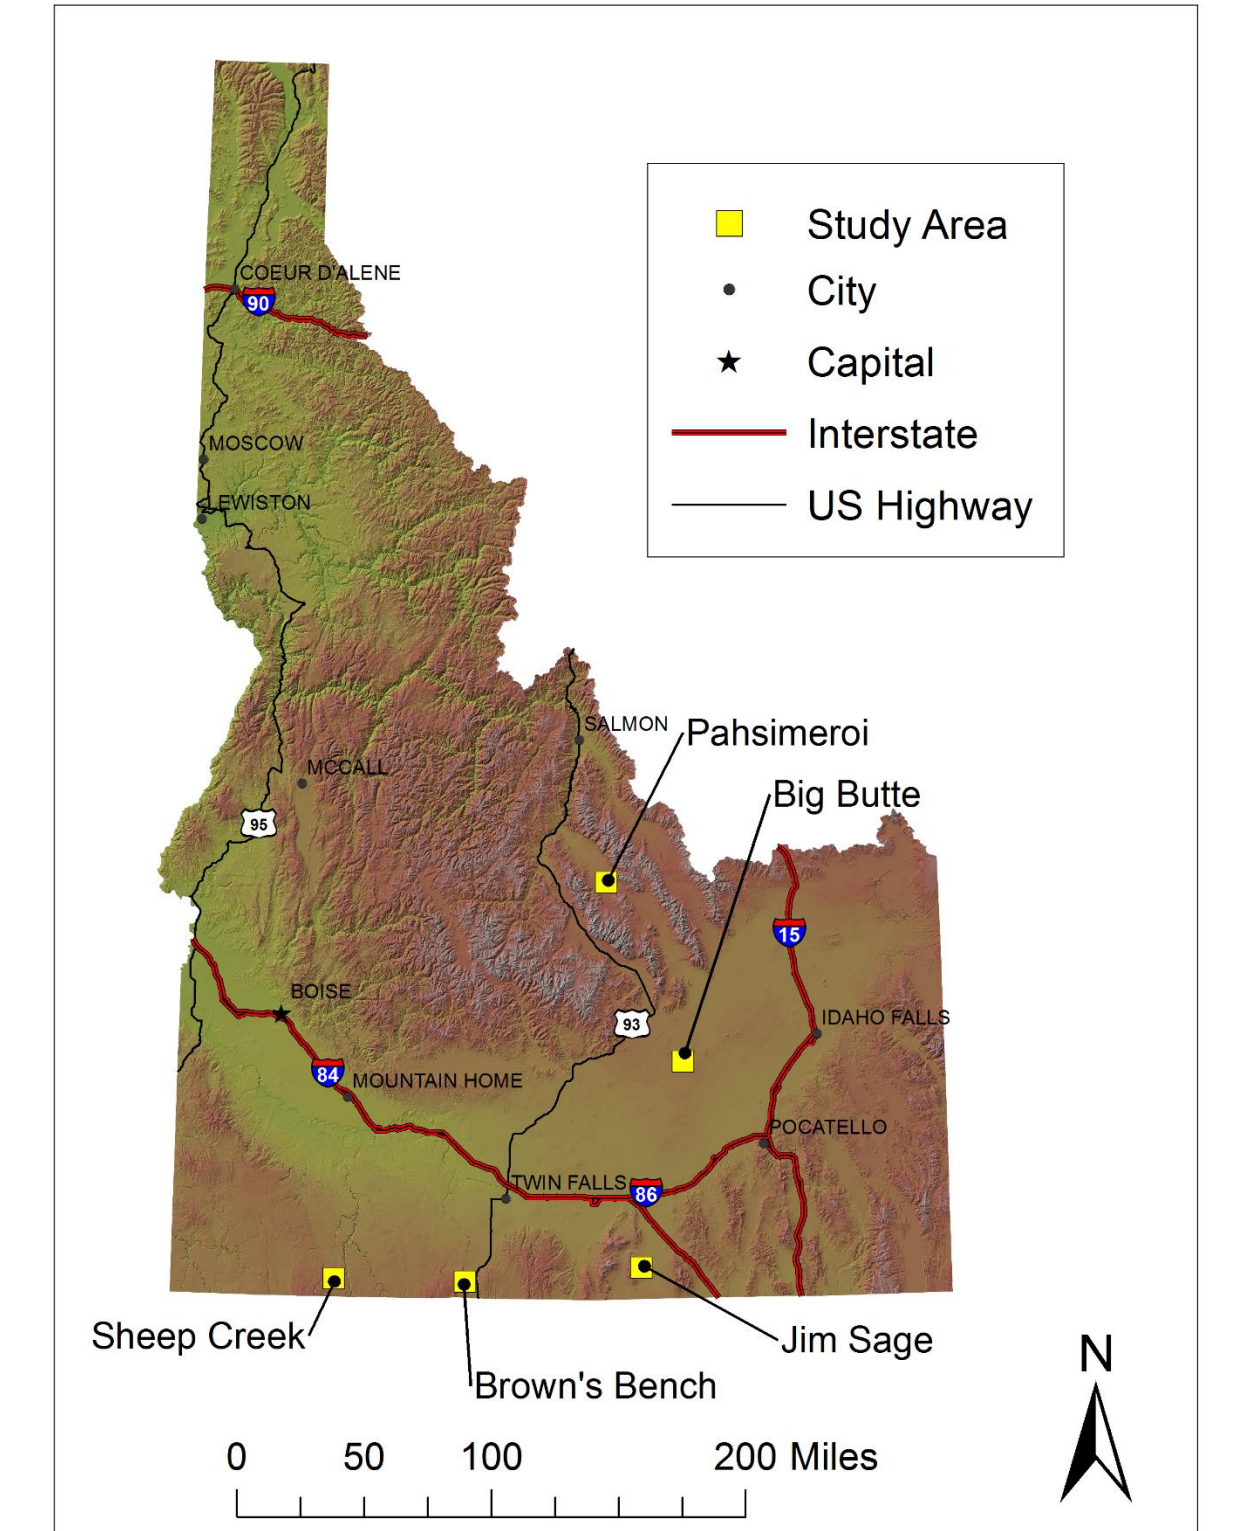 COEUR D'ALENE
90
Study Area
City
Capital
Interstate
US Highway
MOSCOW
LEWISTON
SALMON
Pahsimeroi
MCCALL
Big Butte
95
15
BOISE
93
IDAHO FALLS
84
MOUNTAIN HOME
POCATELLO
TWIN FALLS
86
Sheep Creek
Jim Sage
Brown's Bench
N
0 50 100 200 Miles